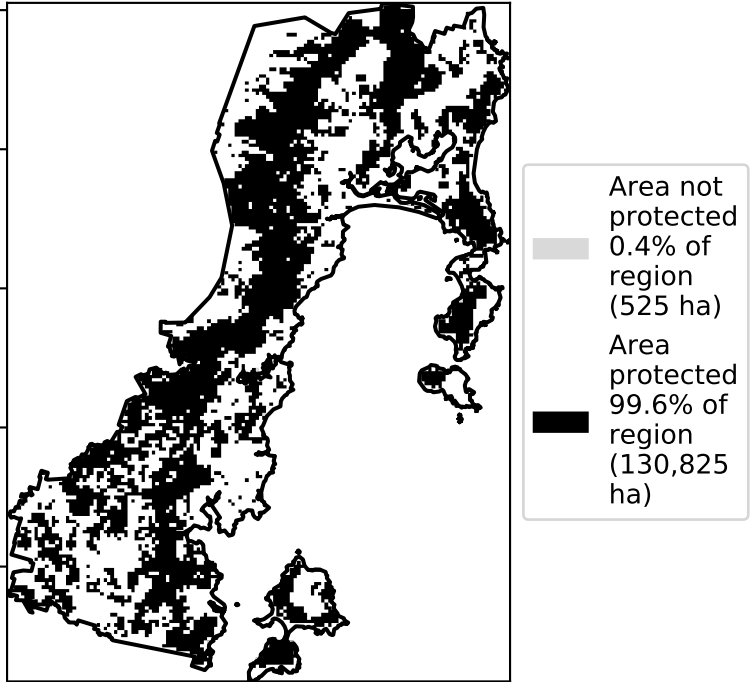 Area not
protected
0.4% of
region
(525 ha)
Area
protected
99.6% of
region
(130,825
ha)